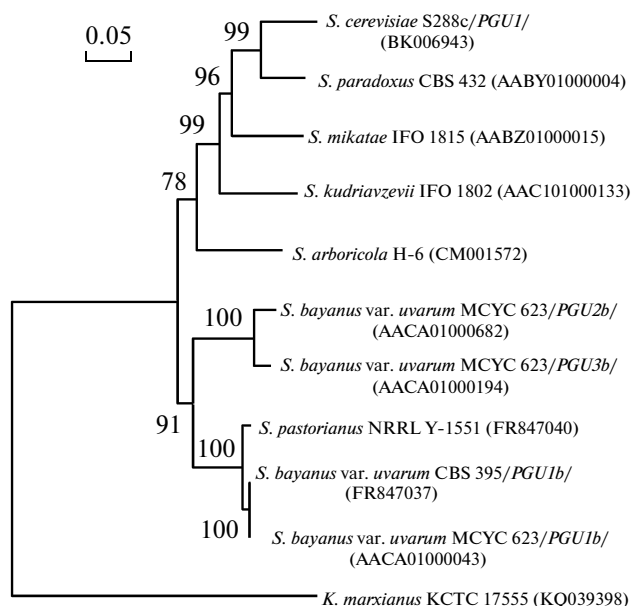 0.05
99
S. cerevisiae S288c/PGU1/
(BK006943)
96
S. paradoxus CBS 432 (AABY01000004)
99
S. mikatae IFO 1815 (AABZ01000015)
78
S. kudriavzevii IFO 1802 (AAC101000133)
S. arboricola H-6 (CM001572)
100
S. bayanus var. uvarum MCYC 623/PGU2b/
(AACA01000682)
S. bayanus var. uvarum MCYC 623/PGU3b/
(AACA01000194)
91
S. pastorianus NRRL Y-1551 (FR847040)
100
S. bayanus var. uvarum CBS 395/PGU1b/
(FR847037)
100
S. bayanus var. uvarum MCYC 623/PGU1b/
(AACA01000043)
K. marxianus KCTC 17555 (KQ039398)